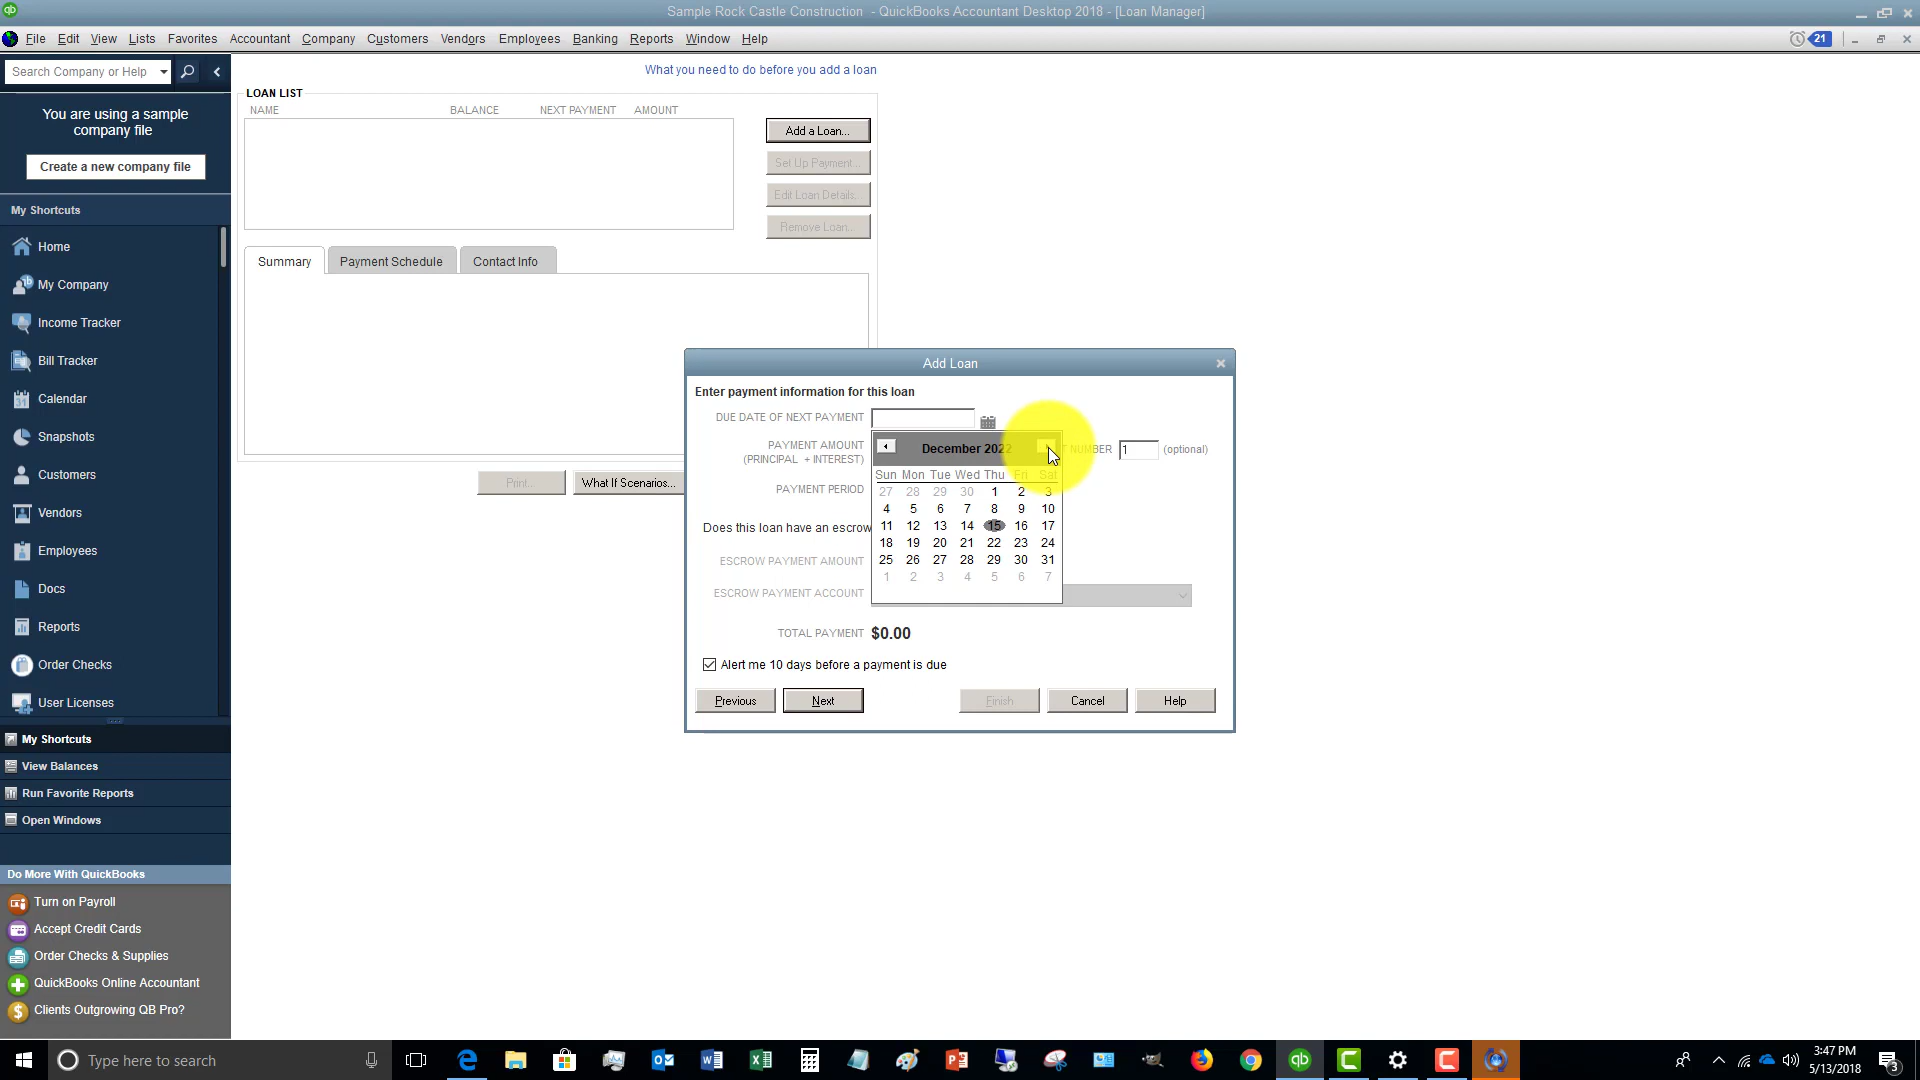 Sample Rock Castle Construction - QuickBooks Accountant Desktop 2018 - [Loan Manager]
File Edit View Lists Favorites Accountant Company Customers Vendors Employees Banking Reports Window Help
21
Search Company or Help
You are using a sample
company file
Create a new company file
My Shortcuts
Home
My Company
Income Tracker
Bill Tracker
Calendar
Snapshots
Customers
Vendors
Employees
Docs
Reports
Order Checks
User Licenses
My Shortcuts
View Balances
Run Favorite Reports
Open Windows
Do More With QuickBooks
Turn on Payroll
Accept Credit Cards
Order Checks & Supplies
QuickBooks Online Accountant
Clients Outgrowing QB Pro?
What you need to do before you add a loan
LOAN LIST
NAME BALANCE NEXT PAYMENT AMOUNT
Add a Loan...
Set Up Payment...
Edit Loan Details...
Remove Loan...
Summary Payment Schedule Contact Info
Print... What If Scenarios...
Add Loan
Enter payment information for this loan
DUE DATE OF NEXT PAYMENT
PAYMENT AMOUNT
(PRINCIPAL + INTEREST)
NUMBER 1 (optional)
PAYMENT PERIOD
December 2022
Sun Mon Tue Wed Thu Fri Sat
27 28 29 30 1 2 3
4 5 6 7 8 9 10
11 12 13 14 15 16 17
18 19 20 21 22 23 24
25 26 27 28 29 30 31
1 2 3 4 5 6 7
Does this loan have an escrow
ESCROW PAYMENT AMOUNT
ESCROW PAYMENT ACCOUNT
TOTAL PAYMENT $0.00
Alert me 10 days before a payment is due
Previous Next Finish Cancel Help
Type here to search
3:47 PM
5/13/2018
3